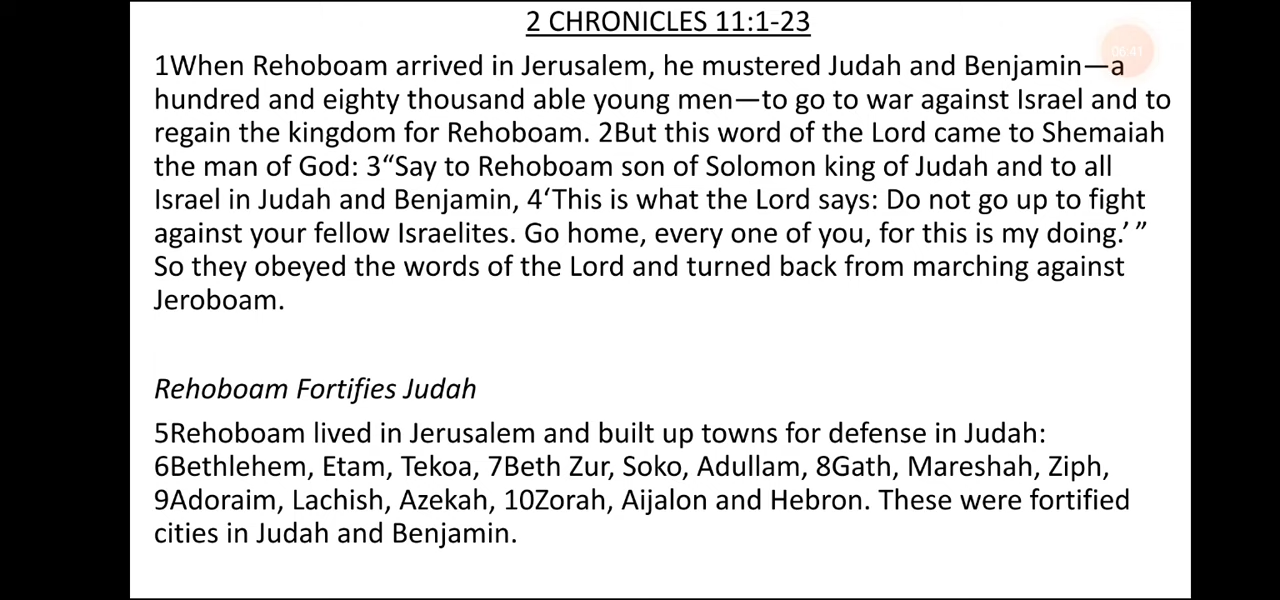 2 CHRONICLES 11:1-23
06:41
1When Rehoboam arrived in Jerusalem, he mustered Judah and Benjamin—a
hundred and eighty thousand able young men—to go to war against Israel and to
regain the kingdom for Rehoboam. 2But this word of the Lord came to Shemaiah
the man of God: 3“Say to Rehoboam son of Solomon king of Judah and to all
Israel in Judah and Benjamin, 4‘This is what the Lord says: Do not go up to fight
against your fellow Israelites. Go home, every one of you, for this is my doing.’ ”
So they obeyed the words of the Lord and turned back from marching against
Jeroboam.
Rehoboam Fortifies Judah
5Rehoboam lived in Jerusalem and built up towns for defense in Judah:
6Bethlehem, Etam, Tekoa, 7Beth Zur, Soko, Adullam, 8Gath, Mareshah, Ziph,
9Adoraim, Lachish, Azekah, 10Zorah, Aijalon and Hebron. These were fortified
cities in Judah and Benjamin.